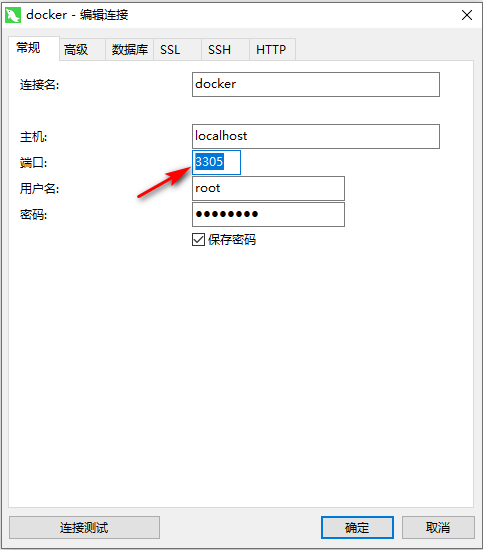 docker - 编辑连接
常规 高级 数据库 SSL SSH HTTP
连接名: docker
主机: localhost
端口: 3305
用户名: root
密码: ●●●●●●●●
保存密码
连接测试 确定 取消